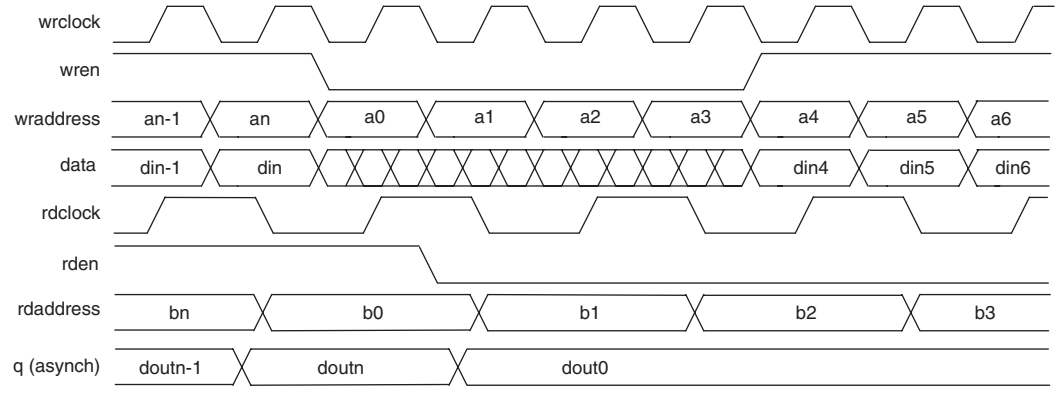 wrclock
wren
wraddress an-1 an a0 a1 a2 a3 a4 a5 a6
data din-1 din din4 din5 din6
rdclock
rden
rdaddress bn b0 b1 b2 b3
q (asynch) doutn-1 doutn dout0